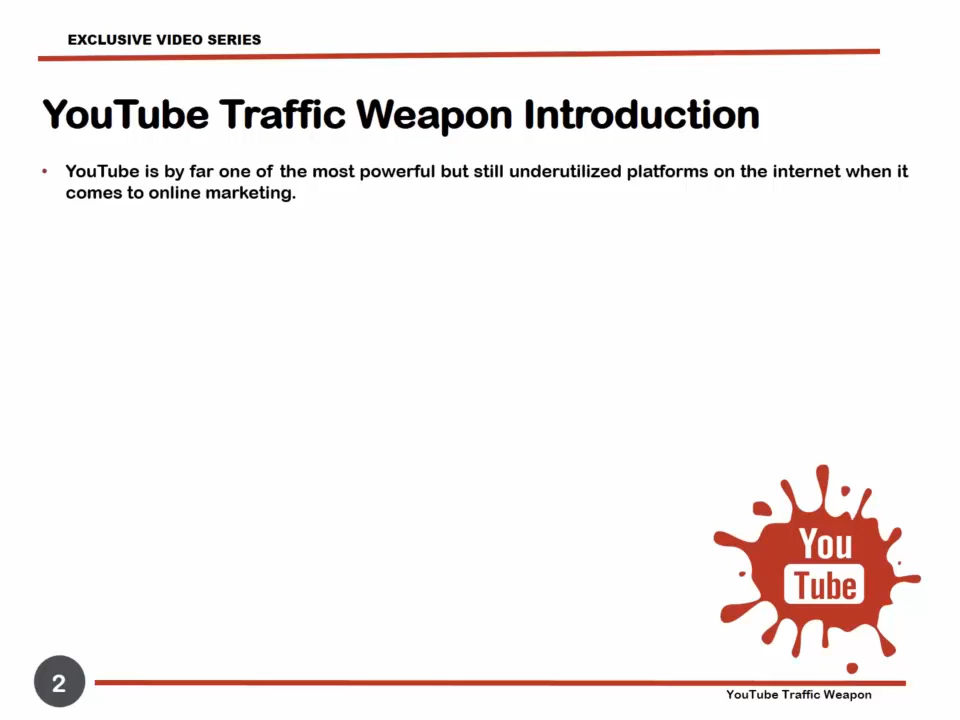 EXCLUSIVE VIDEO SERIES
YouTube Traffic Weapon Introduction
• YouTube is by far one of the most powerful but still underutilized platforms on the internet when it
comes to online marketing.
You
Tube
2
YouTube Traffic Weapon